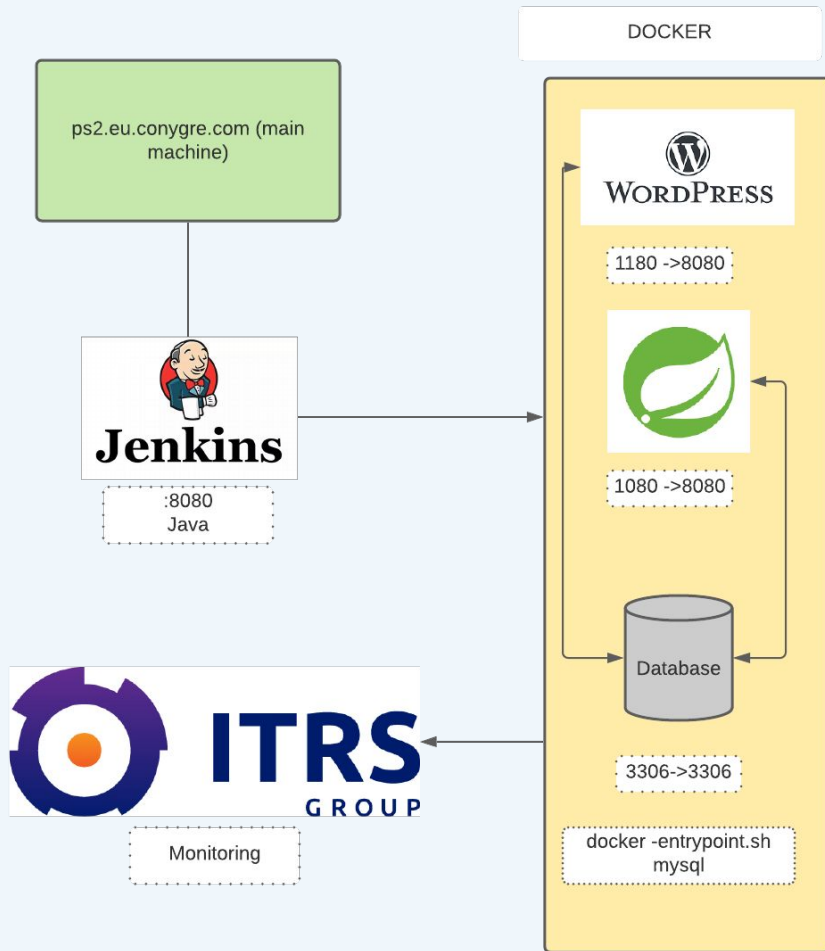 DOCKER
ps2.eu.conygre.com (main
machine)
WORDPRESS
1180 ->8080
Jenkins
:8080
Java
1080 ->8080
Database
ITRS
GROUP
Monitoring
3306->3306
docker -entrypoint.sh
mysql